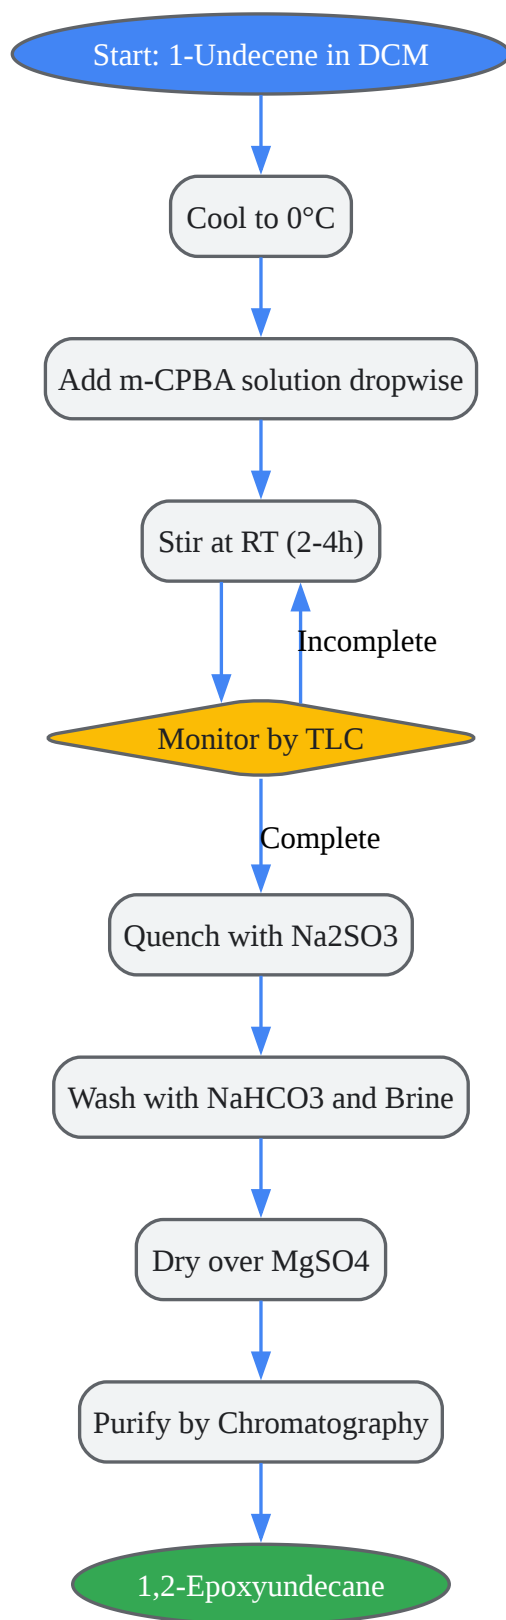 Start: 1-Undecene in DCM
Cool to 0°C
Add m-CPBA solution dropwise
Stir at RT (2-4h)
Incomplete
Monitor by TLC
Complete
Quench with Na2SO3
Wash with NaHCO3 and Brine
Dry over MgSO4
Purify by Chromatography
1,2-Epoxyundecane